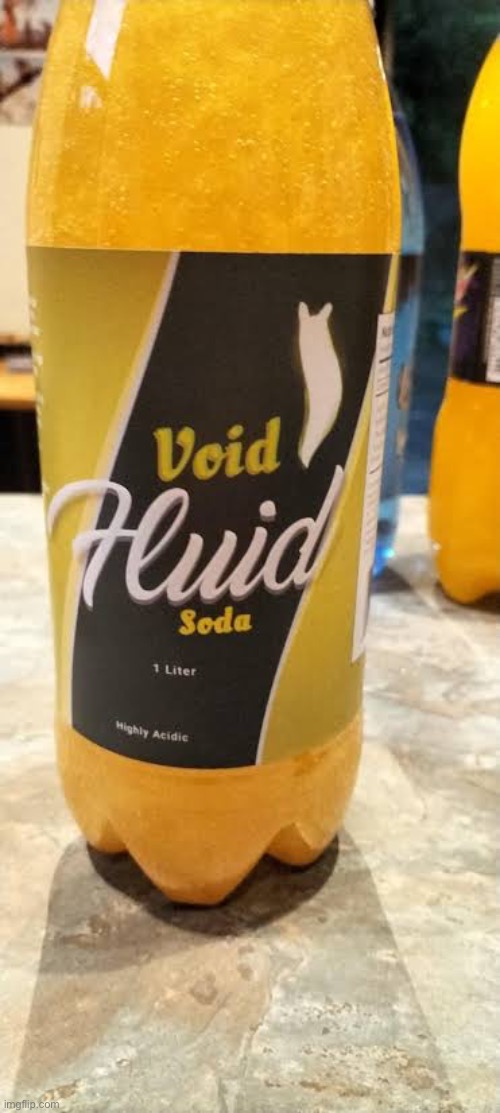 Void
Fluid
Soda
1 Liter
Highly Acidic
imgflip.com